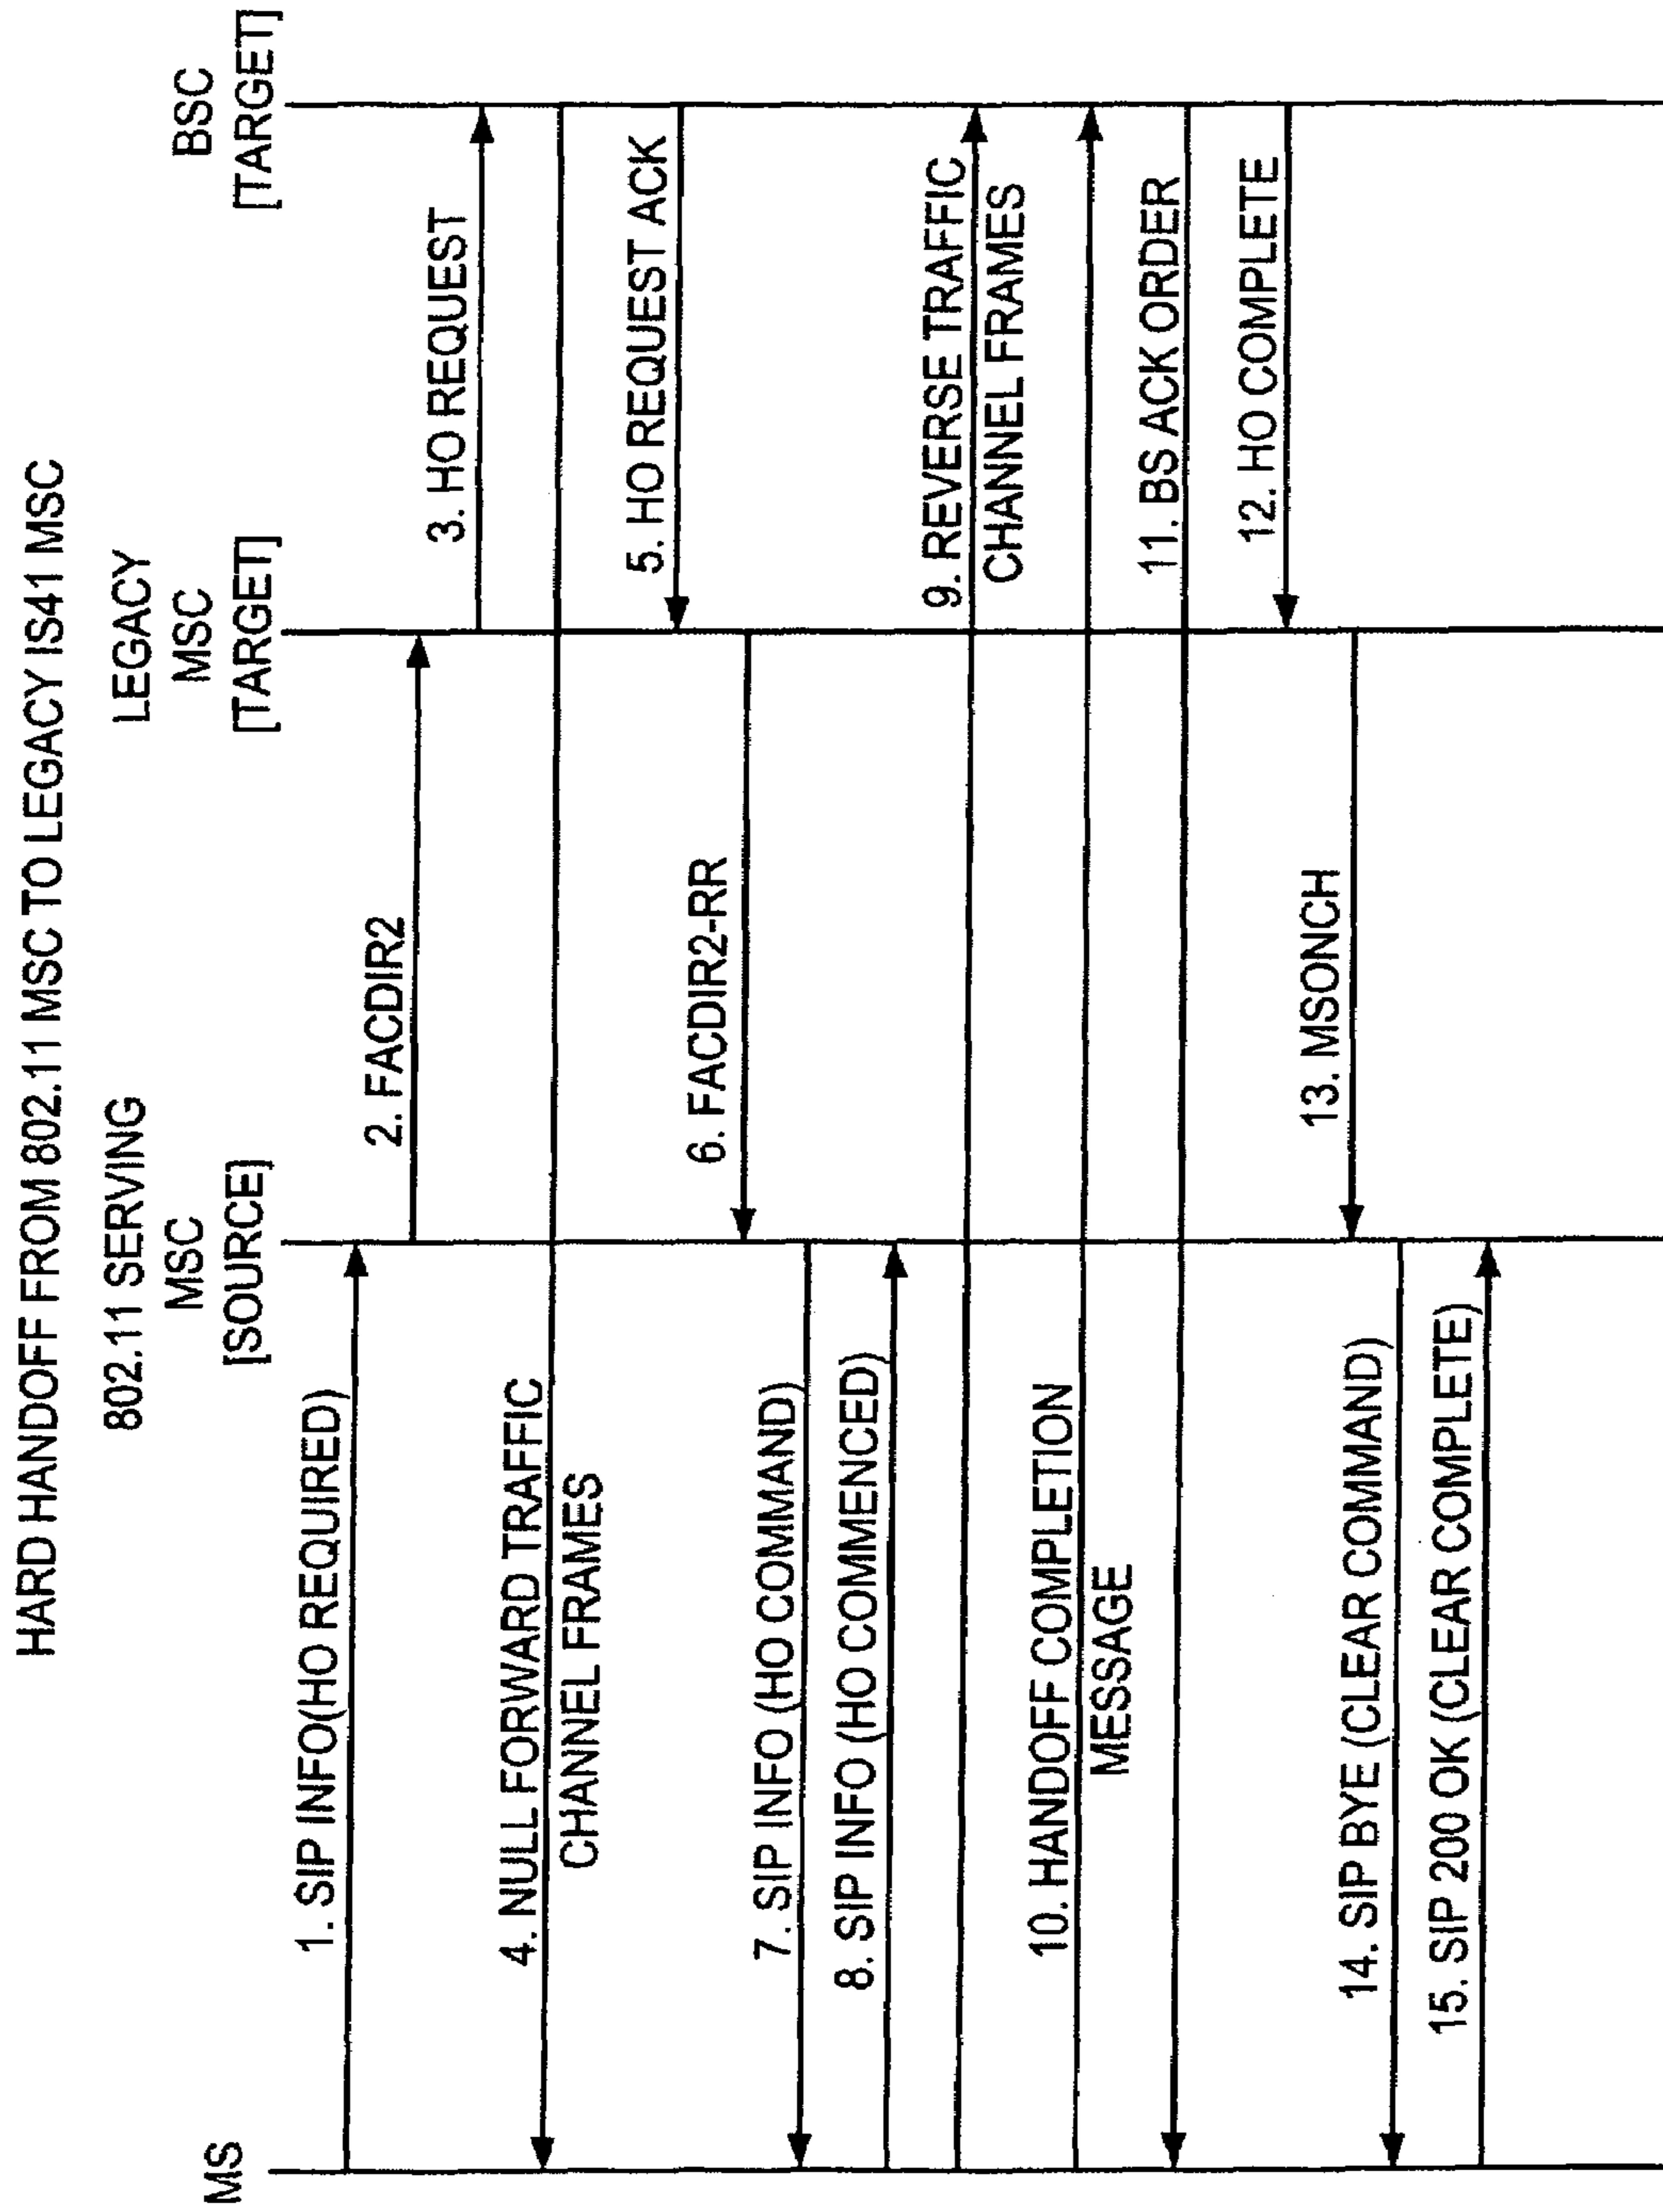 HARD HANDOFF FROM 802.11 MSC TO LEGACY IS41 MSC
MS
802.11 SERVING
MSC
[SOURCE]
LEGACY
MSC
[TARGET]
BSC
[TARGET]
1. SIP INFO(HO REQUIRED)
2. FACDIR2
3. HO REQUEST
4. NULL FORWARD TRAFFIC
CHANNEL FRAMES
5. HO REQUEST ACK
6. FACDIR2-RR
7. SIP INFO (HO COMMAND)
8. SIP INFO (HO COMMENCED)
9. REVERSE TRAFFIC
CHANNEL FRAMES
10. HANDOFF COMPLETION
MESSAGE
11. BS ACK ORDER
12. HO COMPLETE
13. MSONCH
14. SIP BYE (CLEAR COMMAND)
15. SIP 200 OK (CLEAR COMPLETE)